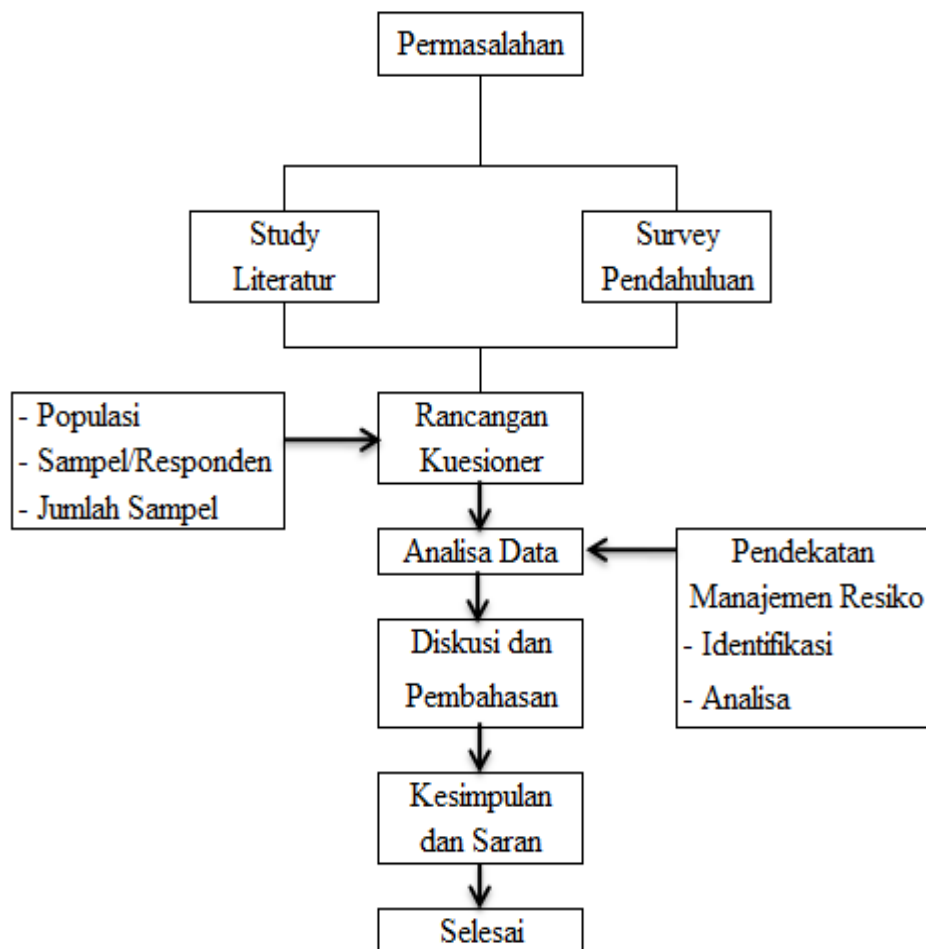 Permasalahan
Study
Literatur
Survey
Pendahuluan
- Populasi
- Sampel/Responden
- Jumlah Sampel
Rancangan
Kuesioner
Analisa Data
Pendekatan
Manajemen Resiko
- Identifikasi
- Analisa
Diskusi dan
Pembahasan
Kesimpulan
dan Saran
Selesai